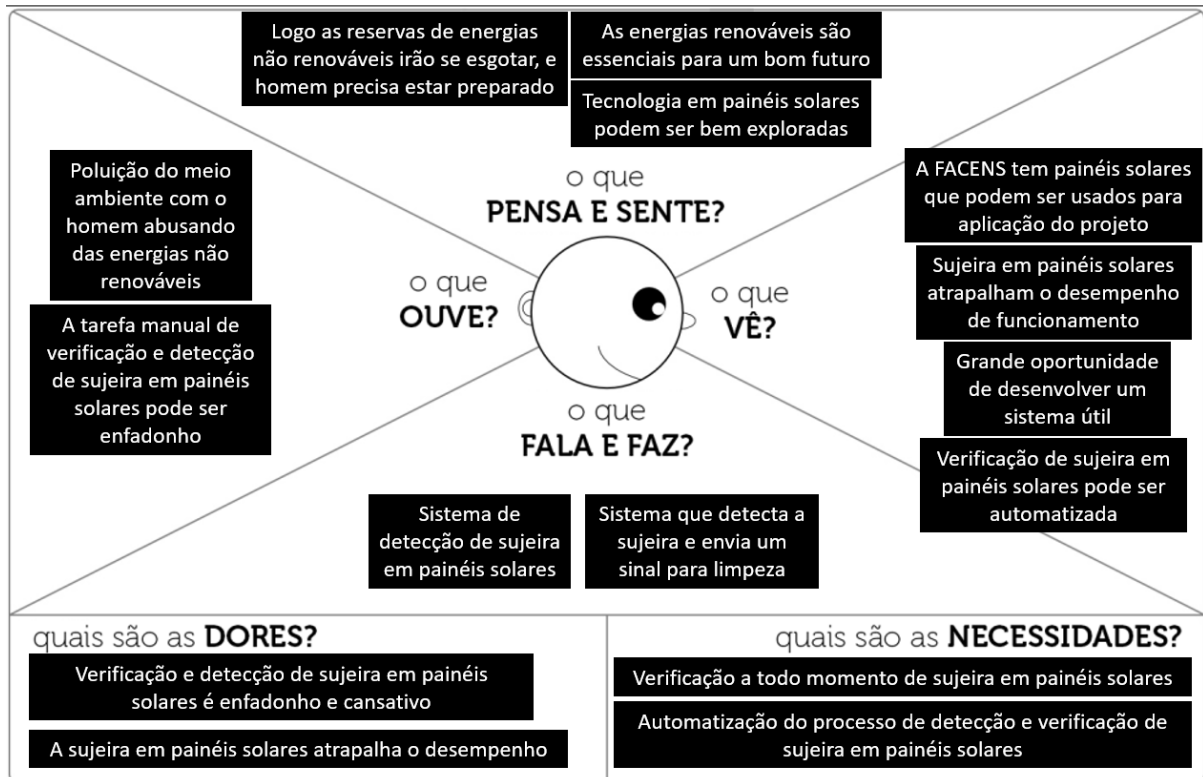 Logo as reservas de energias
não renováveis irão se esgotar, e
homem precisa estar preparado
As energias renováveis são
essenciais para um bom futuro
Tecnologia em painéis solares
podem ser bem exploradas
o que
PENSA E SENTE?
Poluição do meio
ambiente com o
homem abusando
das energias não
renováveis
A tarefa manual de
verificação e detecção
de sujeira em painéis
solares pode ser
enfadonho
o que
OUVE?
o que
VÊ?
A FACENS tem painéis solares
que podem ser usados para
aplicação do projeto
Sujeira em painéis solares
atrapalham o desempenho
de funcionamento
Grande oportunidade
de desenvolver um
sistema útil
Verificação de sujeira em
painéis solares pode ser
automatizada
o que
FALA E FAZ?
Sistema de
detecção de sujeira
em painéis solares
Sistema que detecta a
sujeira e envia um
sinal para limpeza
quais são as DORES?
Verificação e detecção de sujeira em painéis
solares é enfadonho e cansativo
A sujeira em painéis solares atrapalha o desempenho
quais são as NECESSIDADES?
Verificação a todo momento de sujeira em painéis solares
Automatização do processo de detecção e verificação de
sujeira em painéis solares